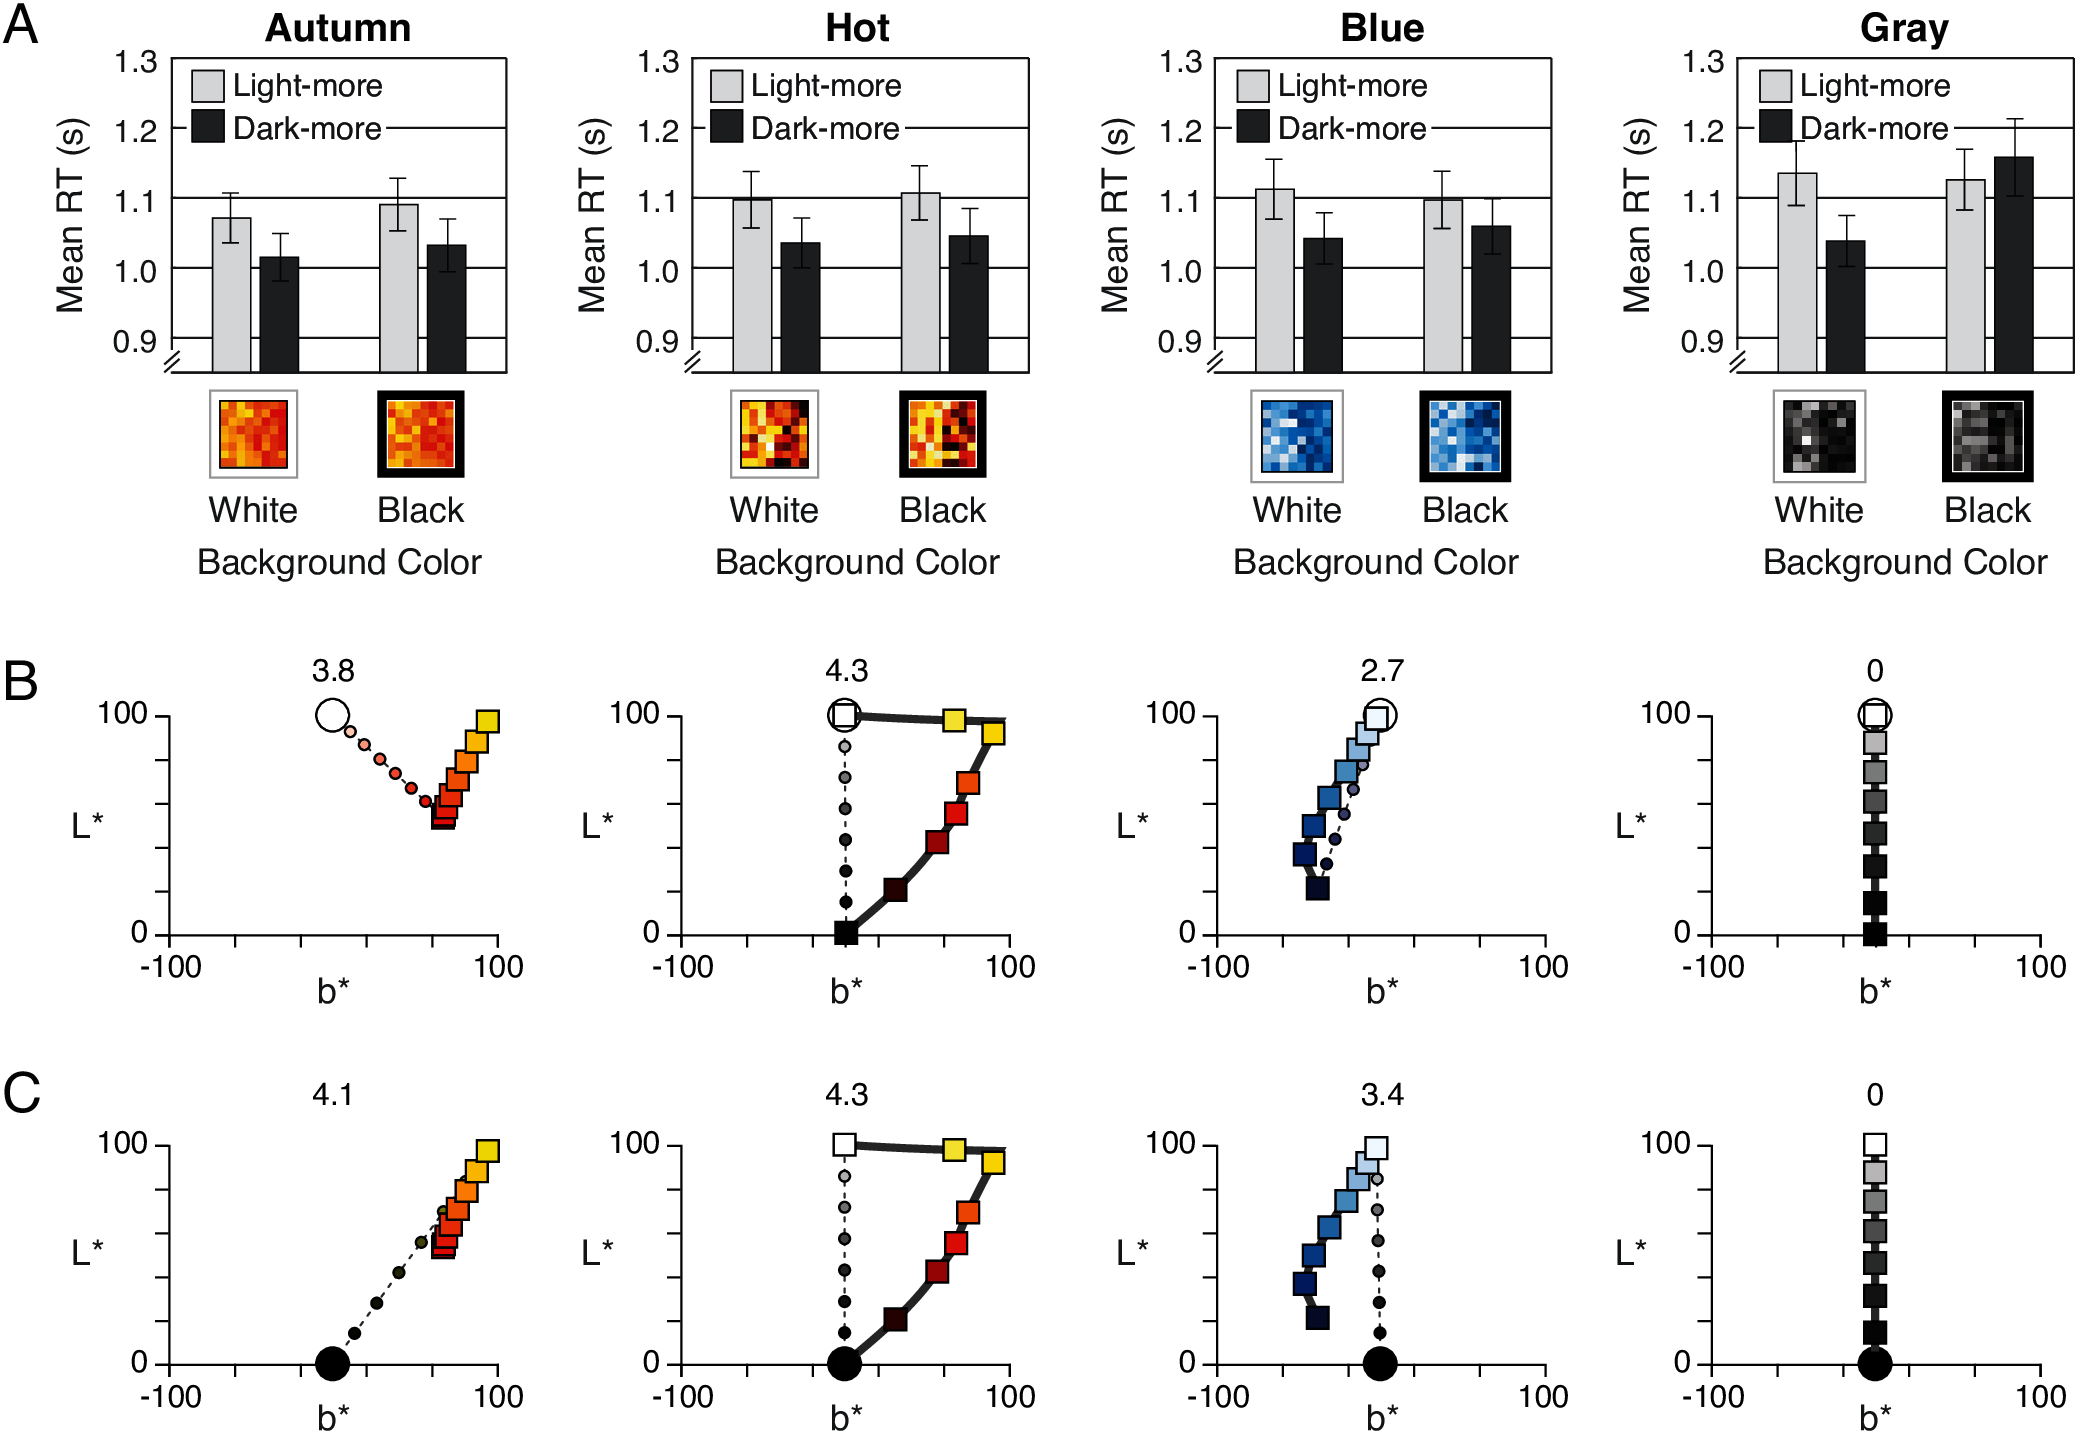 A
Autumn
Hot
Blue
Gray
1.3
1.2
1.1
1.0
0.9
Mean RT (s)
Light-more
Dark-more
White
Black
Background Color
1.3
1.2
1.1
1.0
0.9
Mean RT (s)
Light-more
Dark-more
White
Black
Background Color
1.3
1.2
1.1
1.0
0.9
Mean RT (s)
Light-more
Dark-more
White
Black
Background Color
1.3
1.2
1.1
1.0
0.9
Mean RT (s)
Light-more
Dark-more
White
Black
Background Color
B
3.8
100
L*
0
-100
100
b*
4.3
100
L*
0
-100
100
b*
2.7
100
L*
0
-100
100
b*
0
100
L*
0
-100
100
b*
C
4.1
100
L*
0
-100
100
b*
4.3
100
L*
0
-100
100
b*
3.4
100
L*
0
-100
100
b*
0
100
L*
0
-100
100
b*